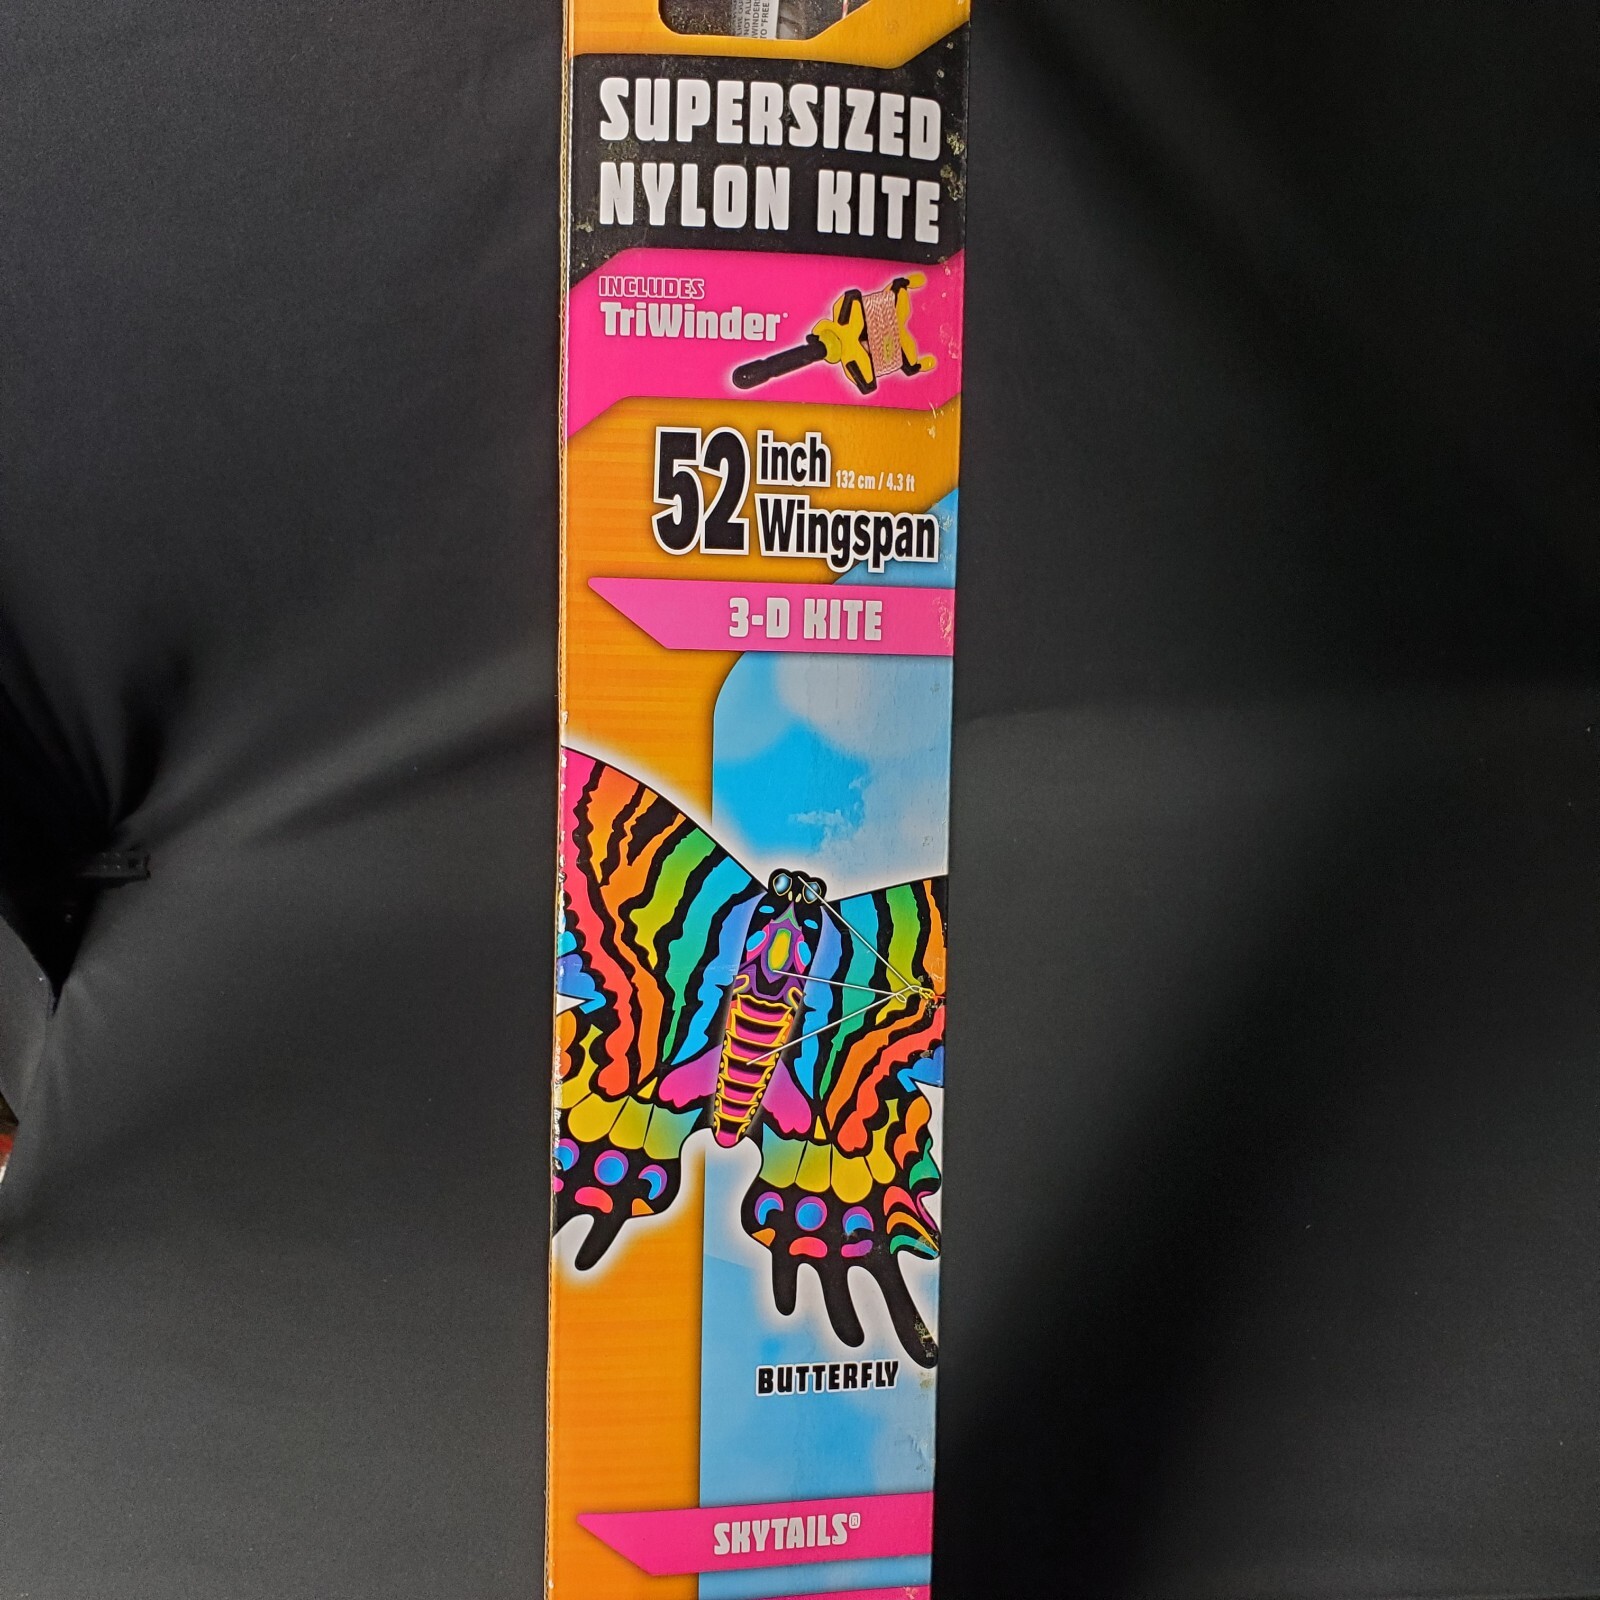 SUPERSIZED
NYLON KITE
INCLUDES
TriWinder
52 inch 132 cm / 4.3 ft
Wingspan
3-D KITE
BUTTERFLY
SKYTAILS®